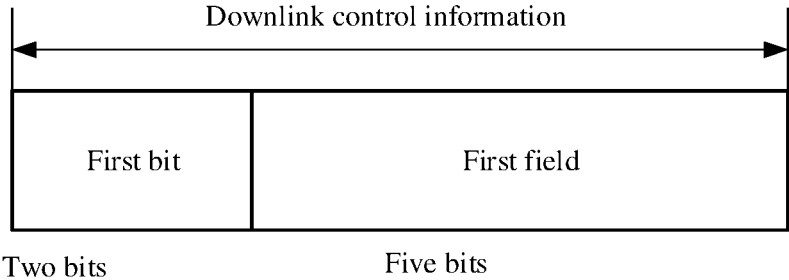 Downlink control information
First bit
First field
Two bits
Five bits